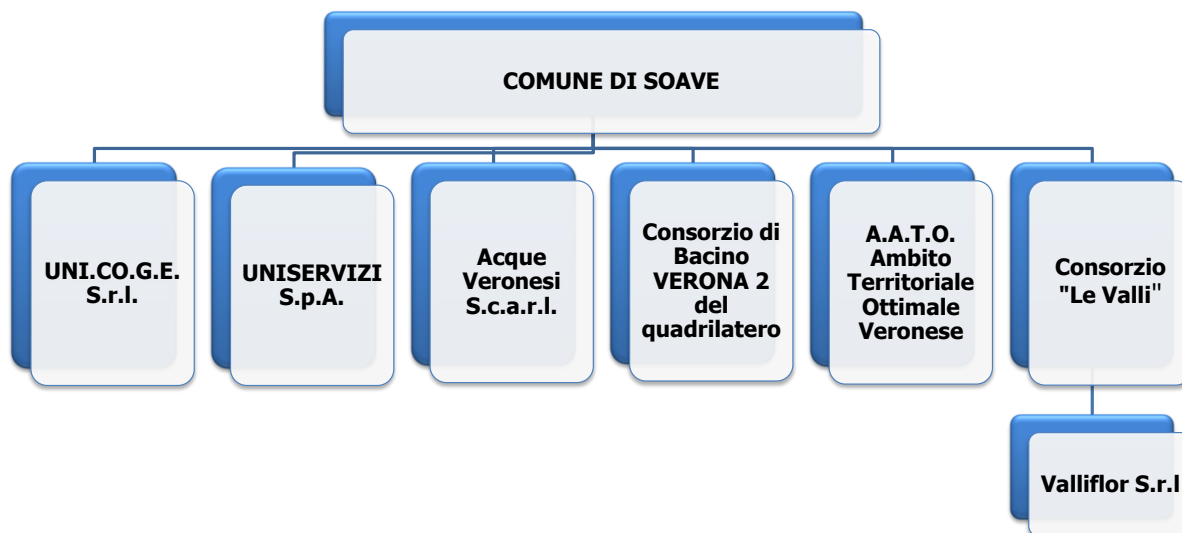 COMUNE DI SOAVE
UNI.CO.G.E.
S.r.l.
UNISERVIZI
S.p.A.
Acque
Veronesi
S.c.a.r.l.
Consorzio di
Bacino
VERONA 2
del
quadrilatero
A.A.T.O.
Ambito
Territoriale
Ottimale
Veronese
Consorzio
"Le Valli"
Valliflor S.r.l